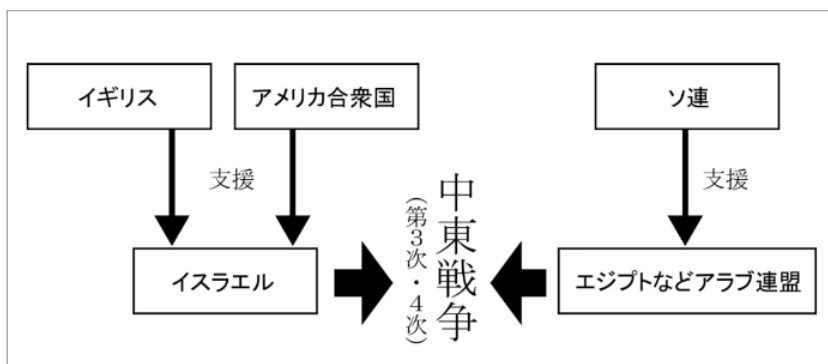 イギリス
アメリカ合衆国
ソ連
支援
支援
中東戦争
（第３次・４次）
イスラエル
エジプトなどアラブ連盟